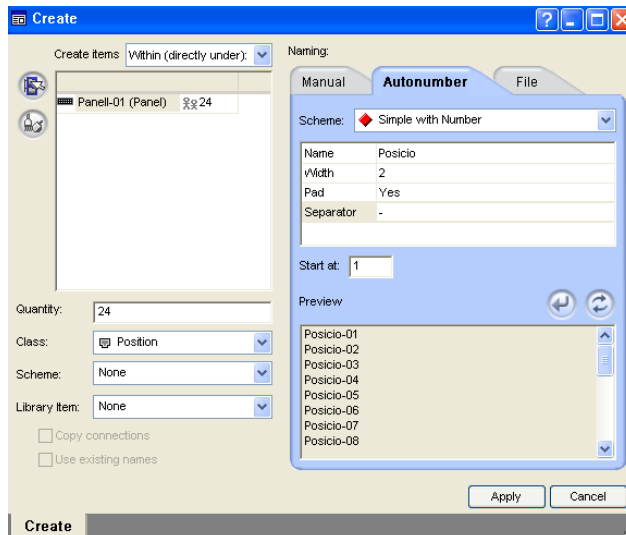 Create
Create items Within (directly under):
Panell-01 (Panel) 24
Quantity: 24
Class: Position
Scheme: None
Library Item: None
Copy connections
Use existing names
Naming:
Manual Autonumber File
Scheme: Simple with Number
Name Posicio
Width 2
Pad Yes
Separator -
Start at: 1
Preview
Posicio-01
Posicio-02
Posicio-03
Posicio-04
Posicio-05
Posicio-06
Posicio-07
Posicio-08
Apply Cancel
Create